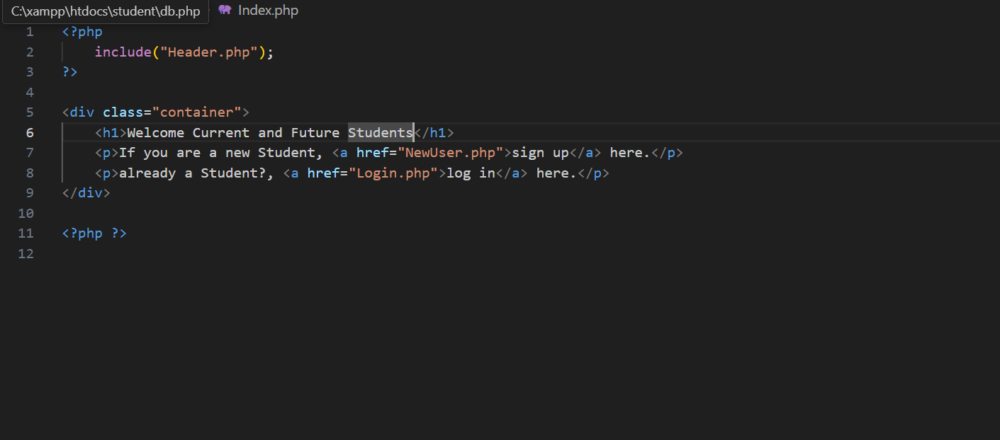 C:\xampp\htdocs\student\db.php Index.php
1 <?php
2 include("Header.php");
3 ?>
4
5 <div class="container">
6 <h1>Welcome Current and Future Students</h1>
7 <p>If you are a new Student, <a href="NewUser.php">sign up</a> here.</p>
8 <p>already a Student?, <a href="Login.php">log in</a> here.</p>
9 </div>
10
11 <?php ?>
12